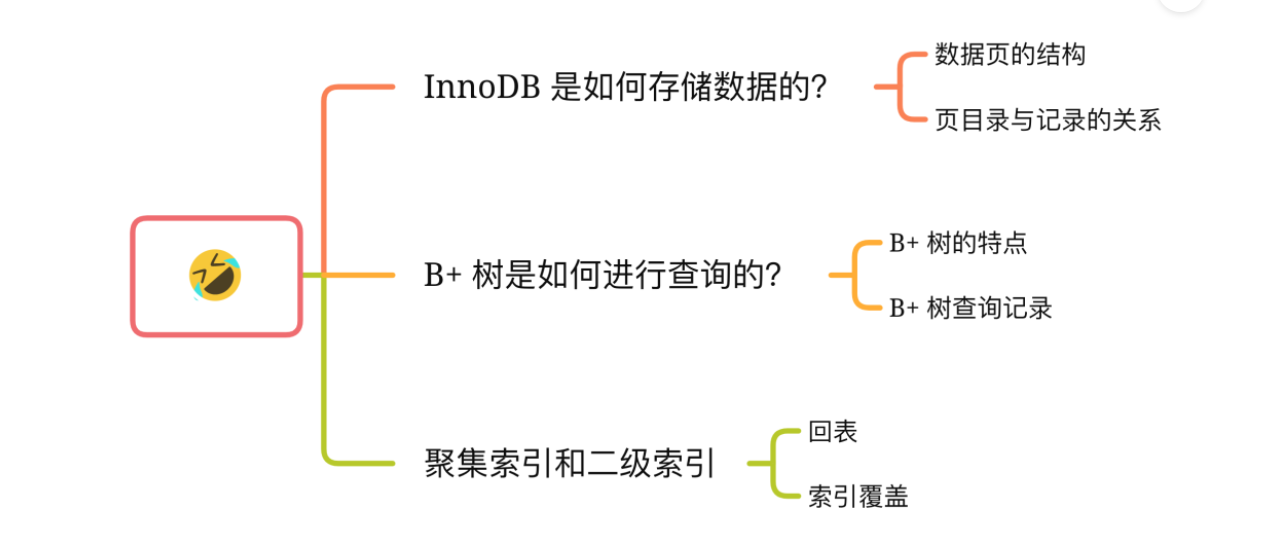 InnoDB 是如何存储数据的?
数据页的结构
页目录与记录的关系
B+ 树是如何进行查询的?
B+ 树的特点
B+ 树查询记录
聚集索引和二级索引
回表
索引覆盖